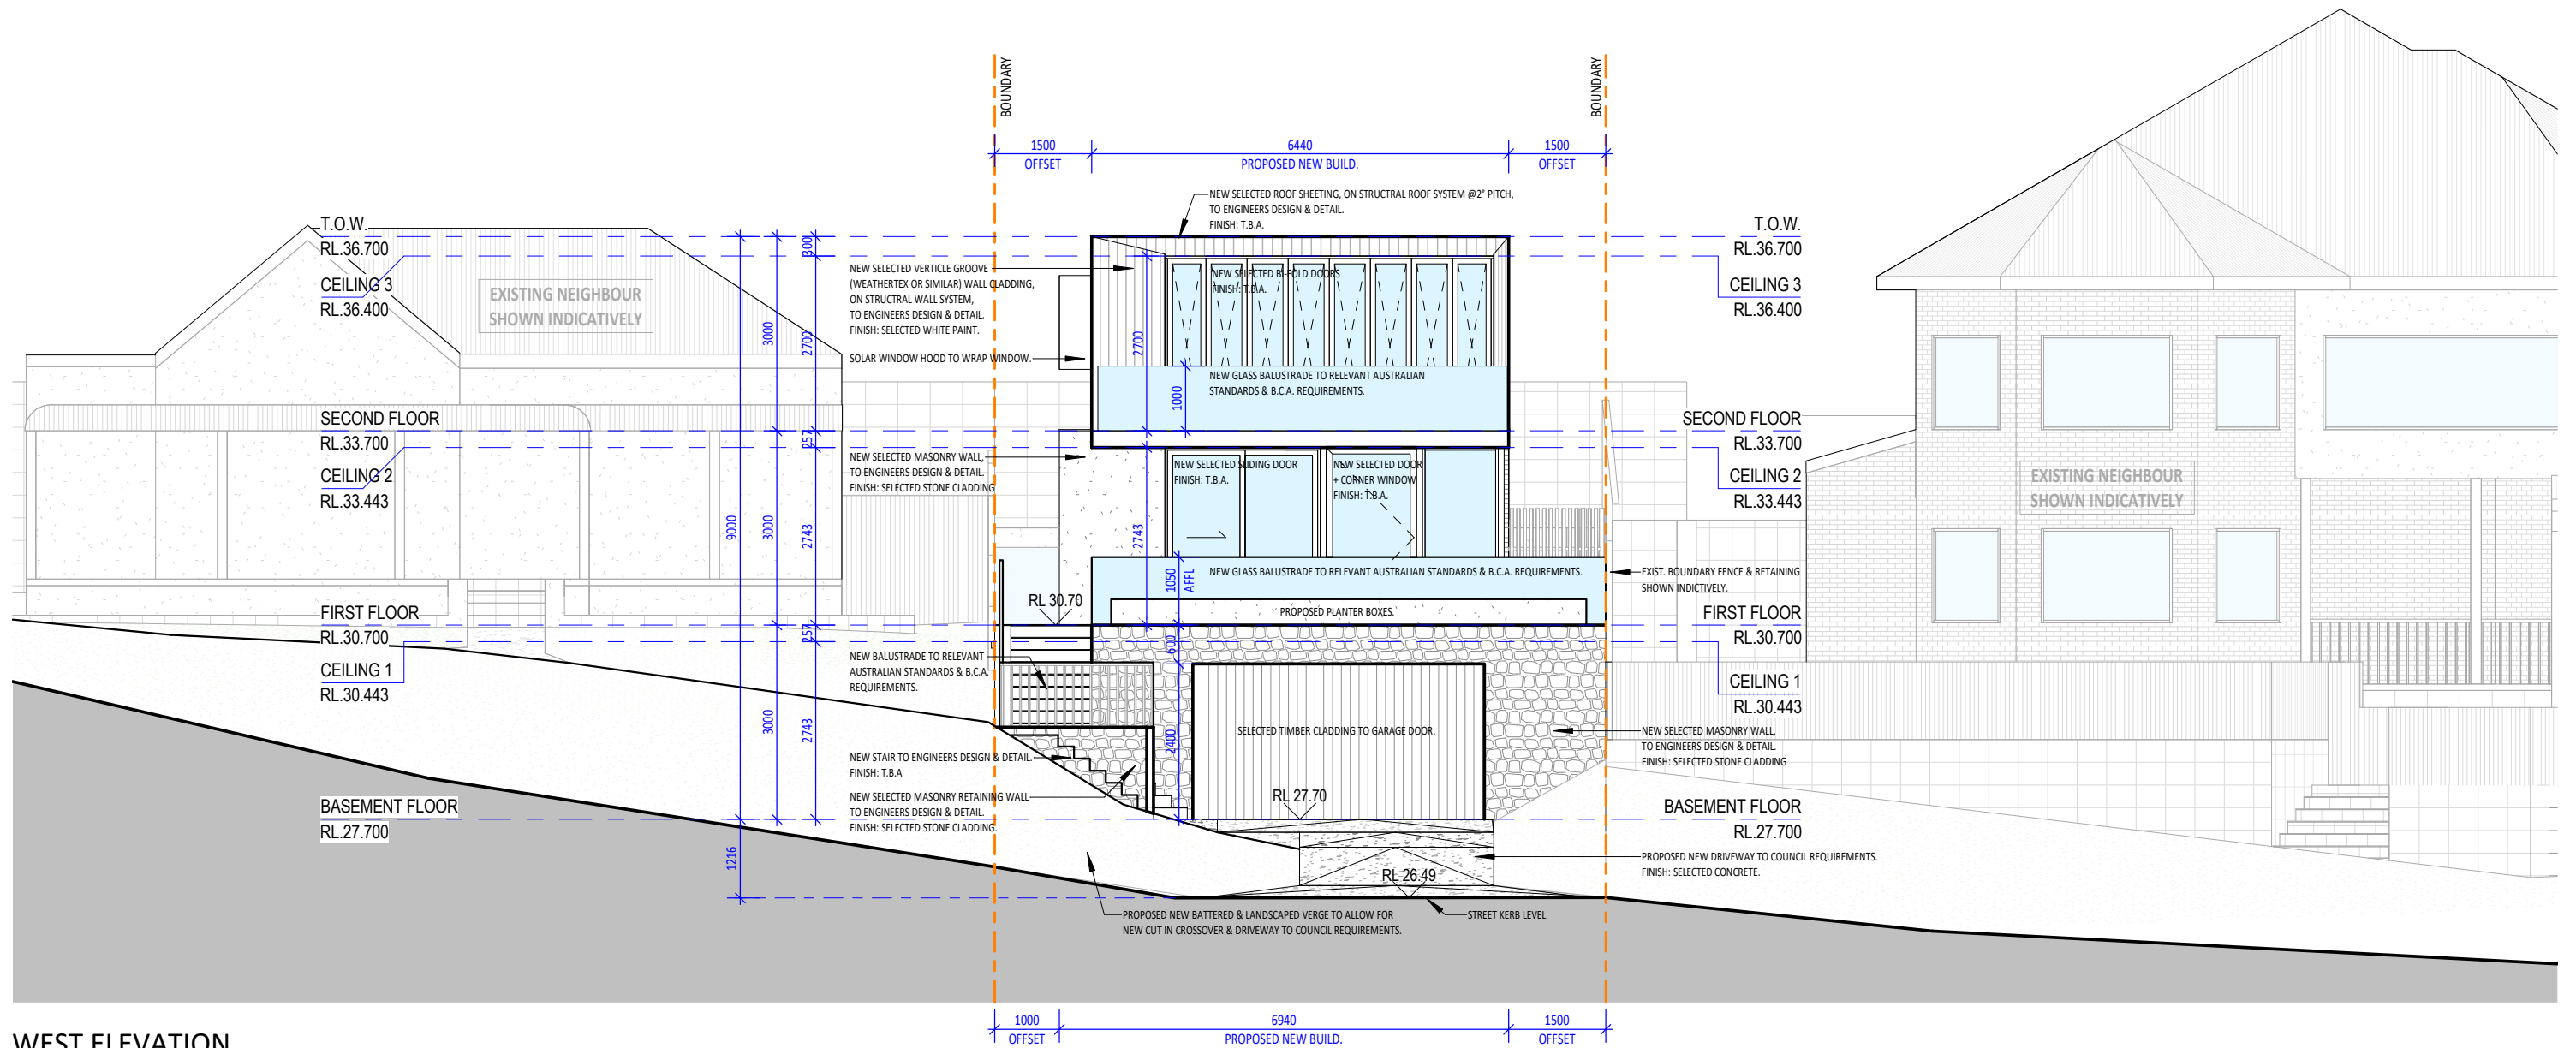 BOUNDARY
BOUNDARY
1500
OFFSET
6440
PROPOSED NEW BUILD.
1500
OFFSET
NEW SELECTED ROOF SHEETING, ON STRUCTRAL ROOF SYSTEM @2° PITCH,
TO ENGINEERS DESIGN & DETAIL.
FINISH: T.B.A.
T.O.W.
RL.36.700
CEILING 3
RL.36.400
EXISTING NEIGHBOUR
SHOWN INDICATIVELY
SECOND FLOOR
RL.33.700
CEILING 2
RL.33.443
FIRST FLOOR
RL.30.700
CEILING 1
RL.30.443
BASEMENT FLOOR
RL.27.700
9000
1216
3000
3000
3000
300
2700
257
2743
257
2743
NEW SELECTED VERTICLE GROOVE
(WEATHERTEX OR SIMILAR) WALL CLADDING,
ON STRUCTRAL WALL SYSTEM,
TO ENGINEERS DESIGN & DETAIL.
FINISH: SELECTED WHITE PAINT.
SOLAR WINDOW HOOD TO WRAP WINDOW.
NEW SELECTED MASONRY WALL,
TO ENGINEERS DESIGN & DETAIL.
FINISH: SELECTED STONE CLADDING
NEW BALUSTRADE TO RELEVANT
AUSTRALIAN STANDARDS & B.C.A.
REQUIREMENTS.
NEW STAIR TO ENGINEERS DESIGN & DETAIL.
FINISH: T.B.A
NEW SELECTED MASONRY RETAINING WALL
TO ENGINEERS DESIGN & DETAIL.
FINISH: SELECTED STONE CLADDING.
NEW SELECTED BI-FOLD DOORS
FINISH: T.B.A.
2700
1000
NEW GLASS BALUSTRADE TO RELEVANT AUSTRALIAN
STANDARDS & B.C.A. REQUIREMENTS.
NEW SELECTED SLIDING DOOR
FINISH: T.B.A.
NEW SELECTED DOOR
+ CORNER WINDOW
FINISH: T.B.A.
2743
1050
AFFL
NEW GLASS BALUSTRADE TO RELEVANT AUSTRALIAN STANDARDS & B.C.A. REQUIREMENTS.
RL 30.70
PROPOSED PLANTER BOXES.
600
2400
SELECTED TIMBER CLADDING TO GARAGE DOOR.
RL 27.70
RL 26.49
T.O.W.
RL.36.700
CEILING 3
RL.36.400
SECOND FLOOR
RL.33.700
CEILING 2
RL.33.443
EXISTING NEIGHBOUR
SHOWN INDICATIVELY
EXIST. BOUNDARY FENCE & RETAINING
SHOWN INDICTIVELY.
FIRST FLOOR
RL.30.700
CEILING 1
RL.30.443
NEW SELECTED MASONRY WALL,
TO ENGINEERS DESIGN & DETAIL.
FINISH: SELECTED STONE CLADDING
BASEMENT FLOOR
RL.27.700
PROPOSED NEW DRIVEWAY TO COUNCIL REQUIREMENTS.
FINISH: SELECTED CONCRETE.
PROPOSED NEW BATTERED & LANDSCAPED VERGE TO ALLOW FOR
NEW CUT IN CROSSOVER & DRIVEWAY TO COUNCIL REQUIREMENTS.
STREET KERB LEVEL
1000
OFFSET
6940
PROPOSED NEW BUILD.
1500
OFFSET
WEST ELEVATION